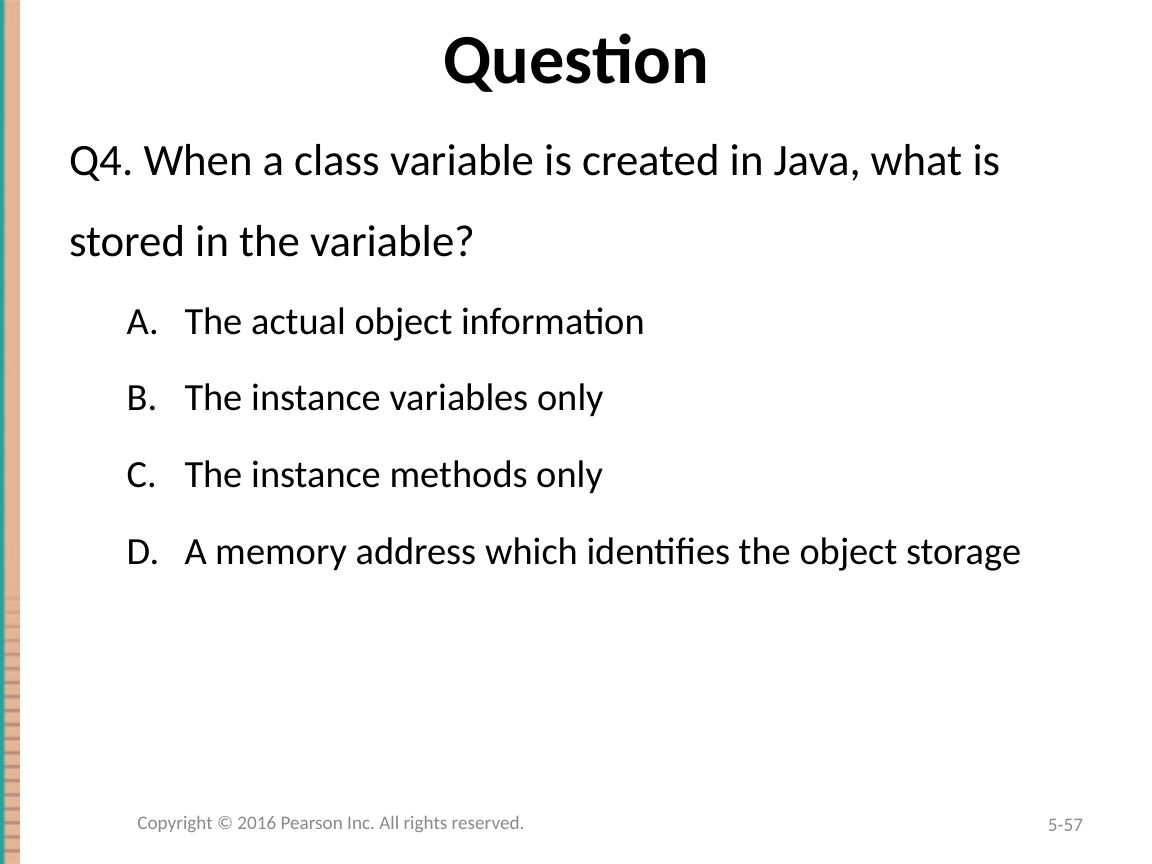 Question
Q4. When a class variable is created in Java, what is
stored in the variable?
A. The actual object information
B. The instance variables only
C. The instance methods only
D. A memory address which identifies the object storage
Copyright © 2016 Pearson Inc. All rights reserved.
5-57